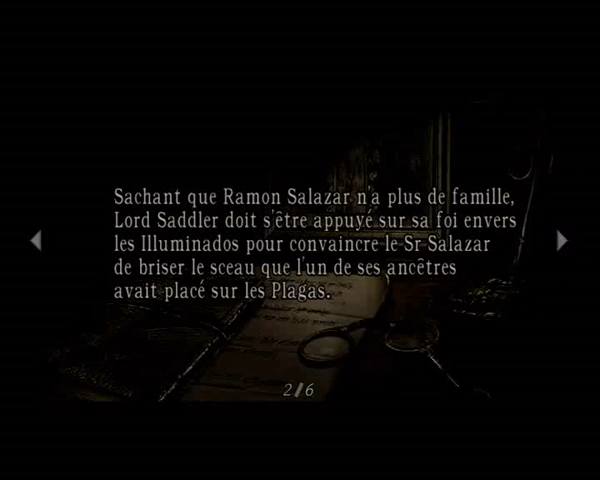 Sachant que Ramon Salazar n'a plus de famille,
Lord Saddler doit s'être appuyé sur sa foi envers
les Illuminados pour convaincre le Sr Salazar
de briser le sceau que l'un de ses ancêtres
avait placé sur les Plagas.
2/6